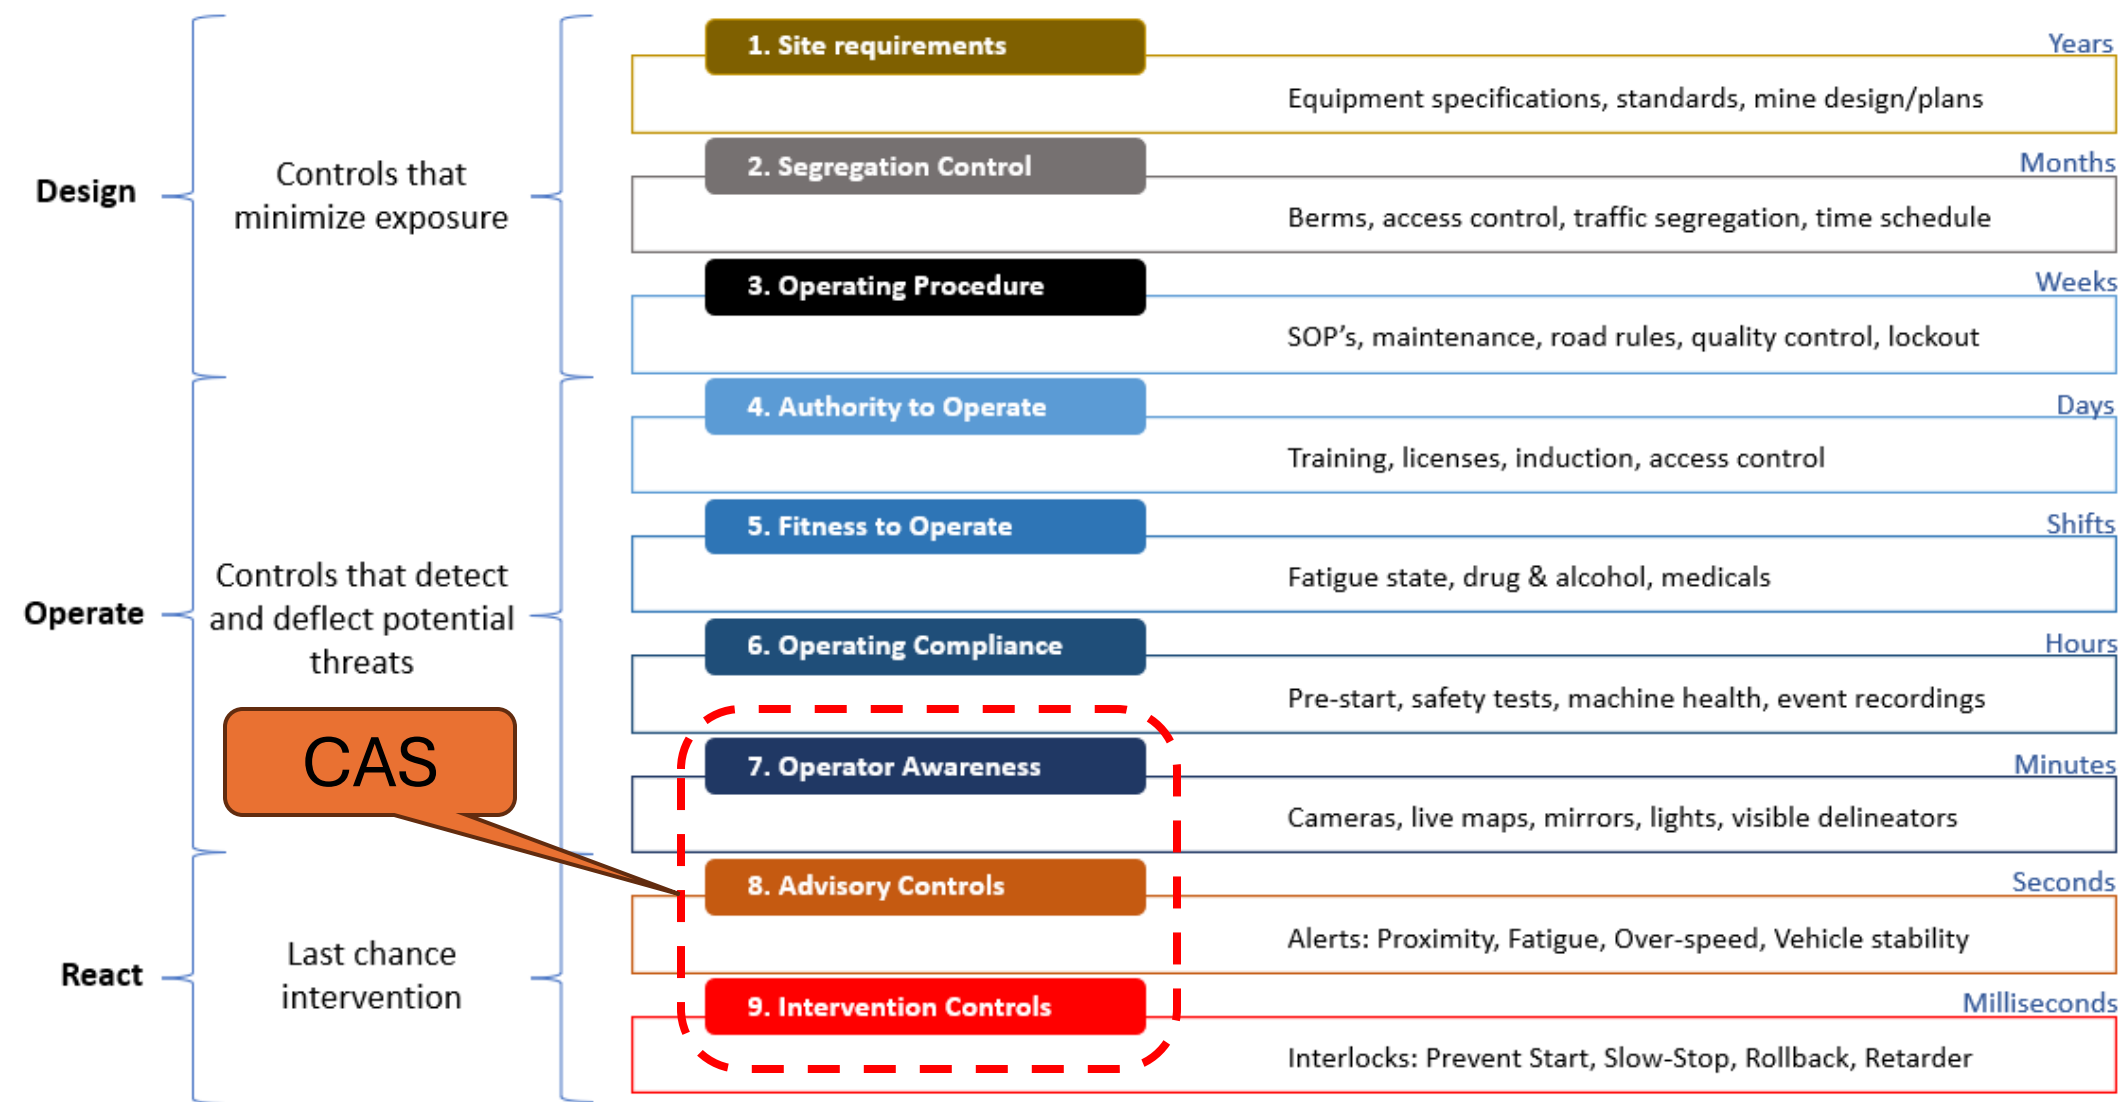 1. Site requirements
Years
Equipment specifications, standards, mine design/plans
2. Segregation Control
Months
Design
Controls that
minimize exposure
Berms, access control, traffic segregation, time schedule
3. Operating Procedure
Weeks
SOP’s, maintenance, road rules, quality control, lockout
4. Authority to Operate
Days
Training, licenses, induction, access control
5. Fitness to Operate
Shifts
Fatigue state, drug & alcohol, medicals
Operate
Controls that detect
and deflect potential
threats
6. Operating Compliance
Hours
Pre-start, safety tests, machine health, event recordings
CAS
7. Operator Awareness
Minutes
Cameras, live maps, mirrors, lights, visible delineators
8. Advisory Controls
Seconds
Alerts: Proximity, Fatigue, Over-speed, Vehicle stability
React
Last chance
intervention
9. Intervention Controls
Milliseconds
Interlocks: Prevent Start, Slow-Stop, Rollback, Retarder